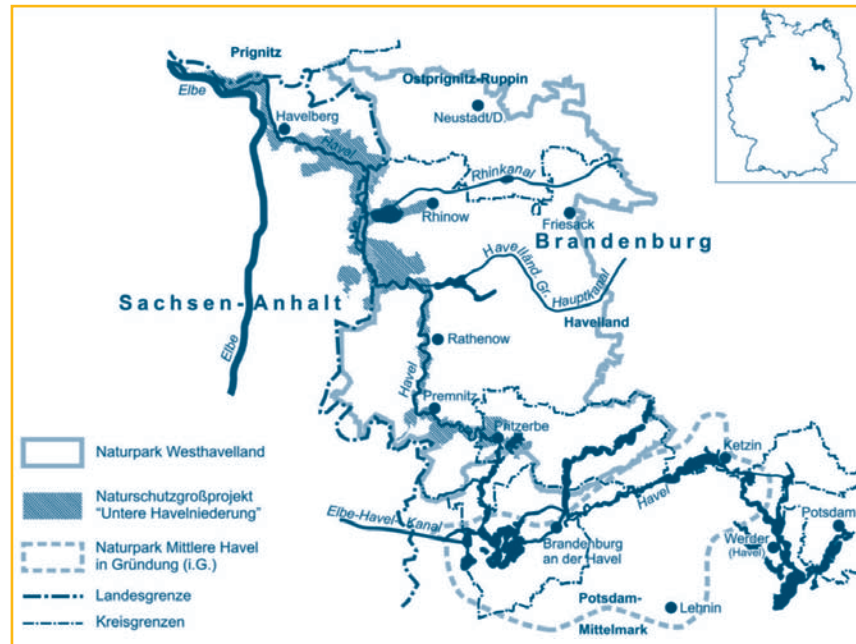 Prignitz
Elbe
Ostprignitz-Ruppin
Havelberg
Neustadt/D.
Havel
Rhinkanal
Rhinow
Friesack
Brandenburg
Havelländ. Gr.
Hauptkanal
Sachsen-Anhalt
Havelland
Elbe
Rathenow
Havel
Premnitz
Pritzerbe
Ketzin
Naturpark Westhavelland
Naturschutzgroßprojekt
"Untere Havelniederung"
Havel
Elbe-Havel-Kanal
Potsdam
Naturpark Mittlere Havel
in Gründung (i.G.)
Brandenburg
an der Havel
Werder
(Havel)
Landesgrenze
Potsdam-
Lehnin
Kreisgrenzen
Mittelmark